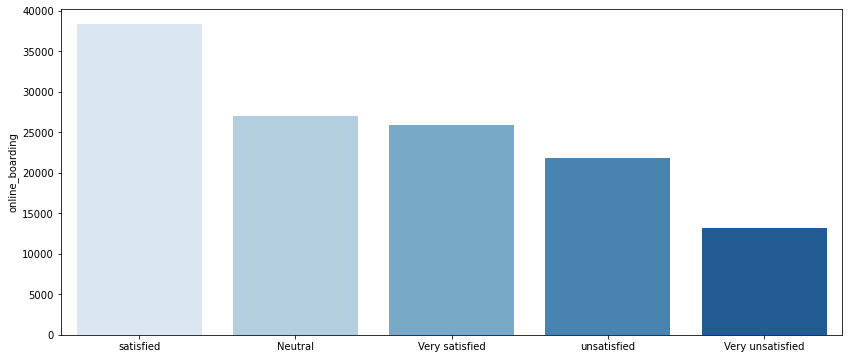 online_boarding
40000
35000
30000
25000
20000
15000
10000
5000
0
satisfied
Neutral
Very satisfied
unsatisfied
Very unsatisfied